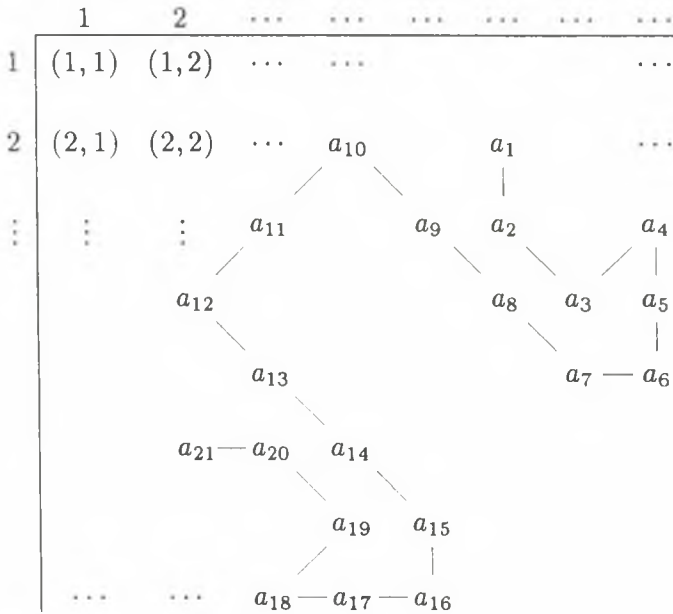 1 2 ··· ··· ··· ··· ··· ···
1 (1, 1) (1, 2) ··· ··· ···
2 (2, 1) (2, 2) ··· a₁₀ a₁ ···
⋮ ⋮ ⋮ a₁₁ a₉ a₂ a₄
a₁₂ a₈ a₃ a₅
a₁₃ a₇ a₆
a₂₁ a₂₀ a₁₄
a₁₉ a₁₅
··· ··· a₁₈ a₁₇ a₁₆